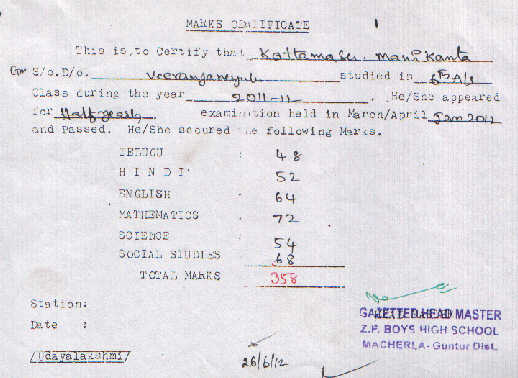 MARKS CERTIFICATE
This is to Certify that Kattamasu Manikanta
S/o.D/o. Veeranjaneyulu studied in 6th A/s
Class during the year 2011-12. He/She appeared
for Halfyearly examination held in March/April Jan 2012
and Passed. He/She secured the following Marks.
TELUGU : 48
HINDI : 52
ENGLISH : 64
MATHEMATICS : 72
SCIENCE : 54
SOCIAL STUDIES : 68
TOTAL MARKS 358
Station:
Date :
GAZETTED HEAD MASTER
Z.P. BOYS HIGH SCHOOL
MACHERLA - Guntur Dist.
/Udayalakshmi/
26/6/12